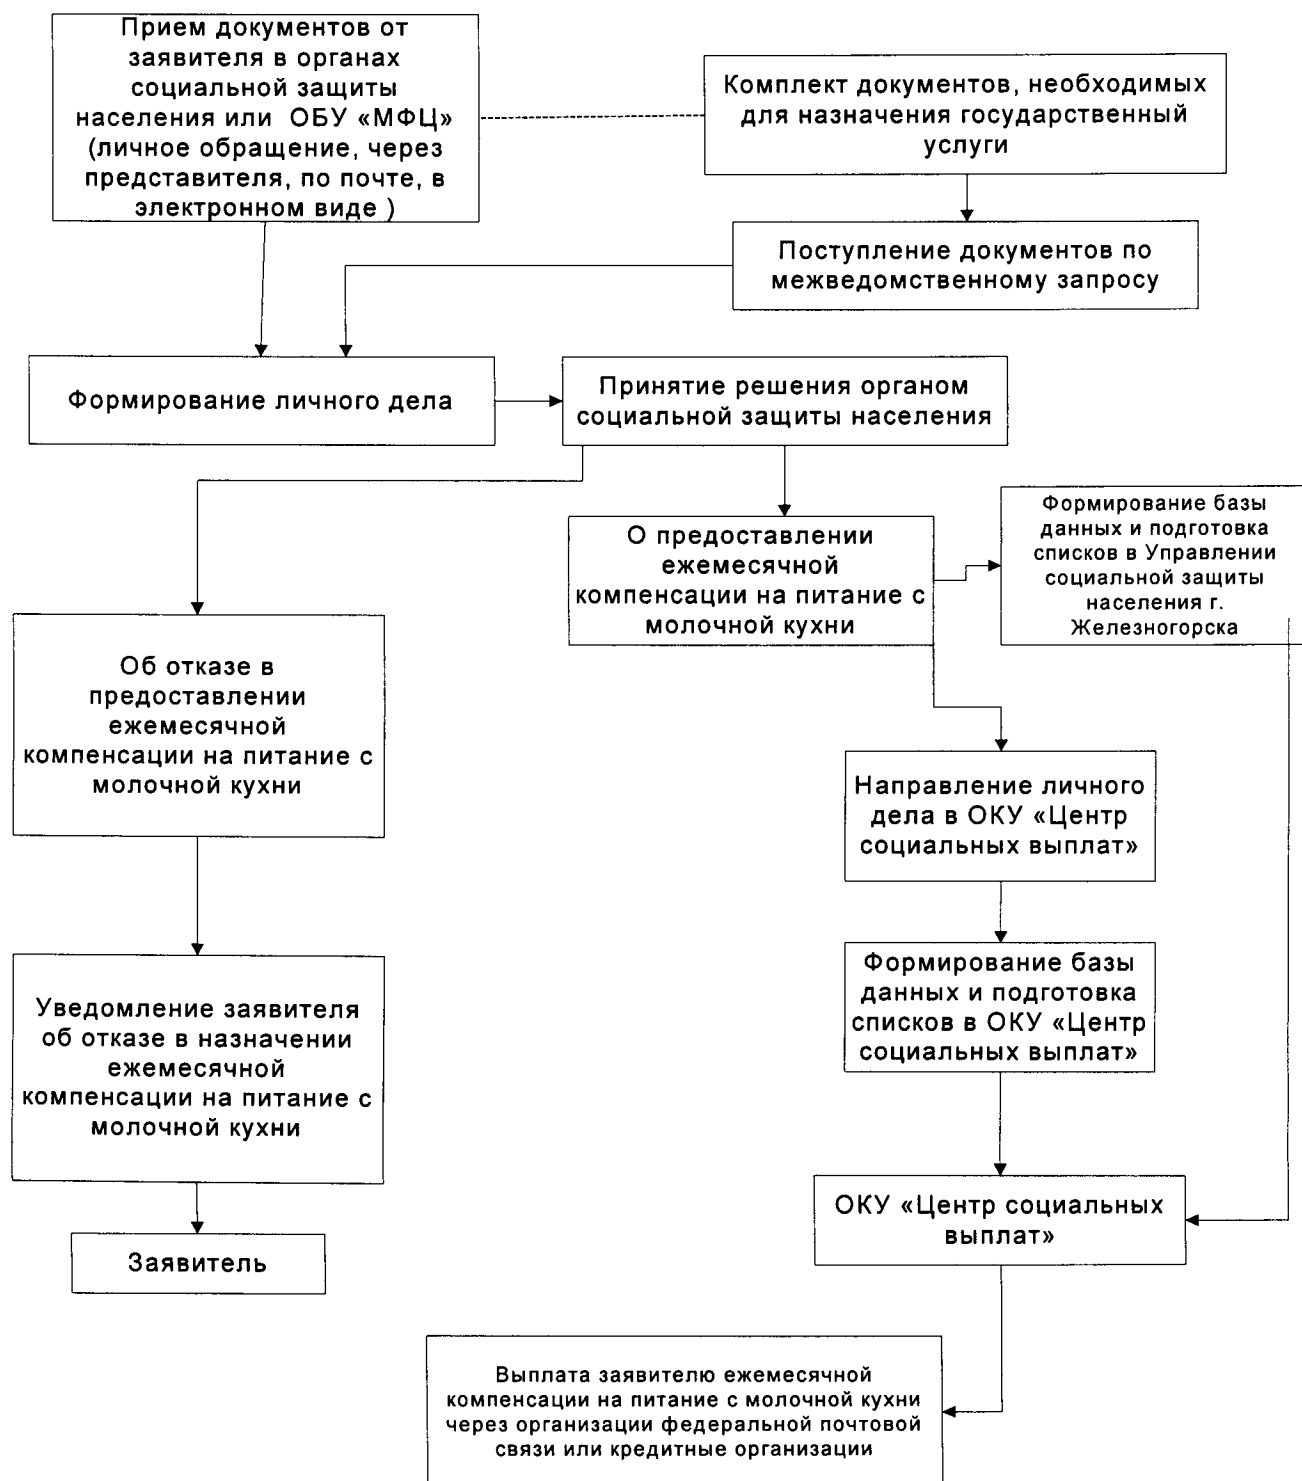 Прием документов от
заявителя в органах
социальной защиты
населения или ОБУ «МФЦ»
(личное обращение, через
представителя, по почте, в
электронном виде )
Комплект документов, необходимых
для назначения государственный
услуги
Поступление документов по
межведомственному запросу
Формирование личного дела
Принятие решения органом
социальной защиты населения
О предоставлении
ежемесячной
компенсации на питание с
молочной кухни
Формирование базы
данных и подготовка
списков в Управлении
социальной защиты
населения г.
Железногорска
Об отказе в
предоставлении
ежемесячной
компенсации на питание с
молочной кухни
Направление личного
дела в ОКУ «Центр
социальных выплат»
Формирование базы
данных и подготовка
списков в ОКУ «Центр
социальных выплат»
Уведомление заявителя
об отказе в назначении
ежемесячной
компенсации на питание с
молочной кухни
ОКУ «Центр социальных
выплат»
Заявитель
Выплата заявителю ежемесячной
компенсации на питание с молочной кухни
через организации федеральной почтовой
связи или кредитные организации